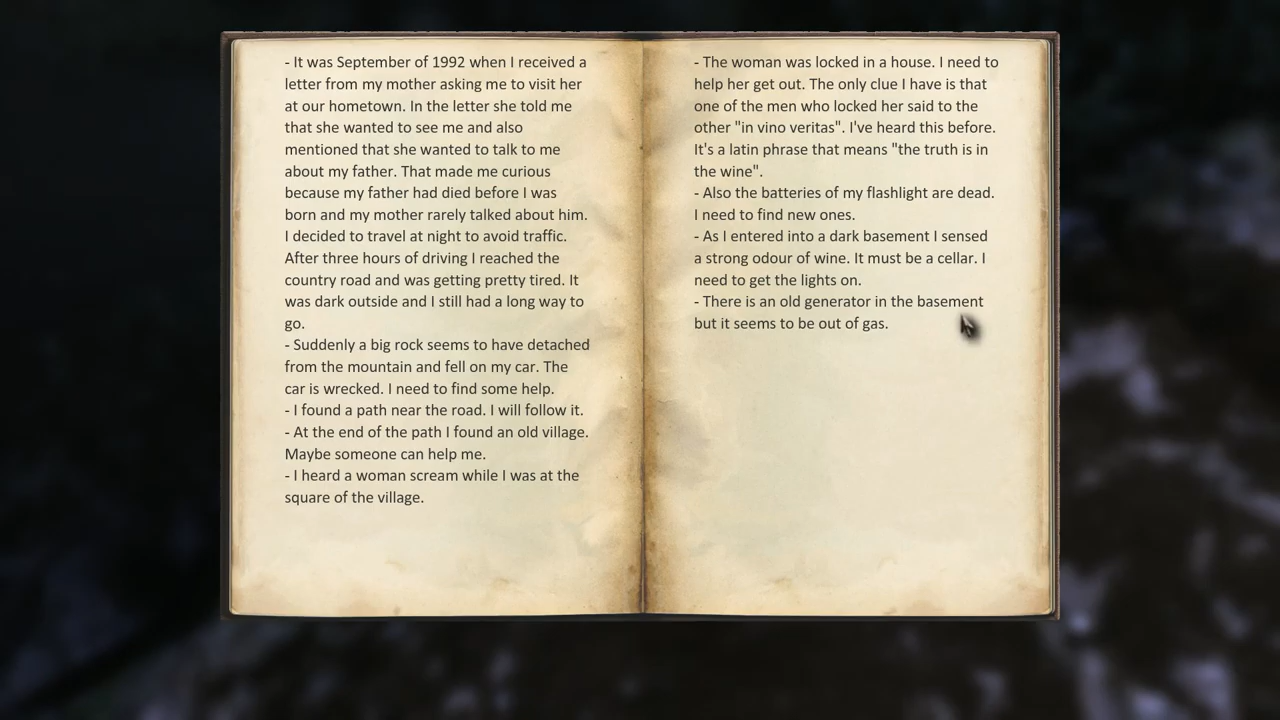 - It was September of 1992 when I received a
letter from my mother asking me to visit her
at our hometown. In the letter she told me
that she wanted to see me and also
mentioned that she wanted to talk to me
about my father. That made me curious
because my father had died before I was
born and my mother rarely talked about him.
I decided to travel at night to avoid traffic.
After three hours of driving I reached the
country road and was getting pretty tired. It
was dark outside and I still had a long way to
go.
- Suddenly a big rock seems to have detached
from the mountain and fell on my car. The
car is wrecked. I need to find some help.
- I found a path near the road. I will follow it.
- At the end of the path I found an old village.
Maybe someone can help me.
- I heard a woman scream while I was at the
square of the village.
- The woman was locked in a house. I need to
help her get out. The only clue I have is that
one of the men who locked her said to the
other "in vino veritas". I've heard this before.
It's a latin phrase that means "the truth is in
the wine".
- Also the batteries of my flashlight are dead.
I need to find new ones.
- As I entered into a dark basement I sensed
a strong odour of wine. It must be a cellar. I
need to get the lights on.
- There is an old generator in the basement
but it seems to be out of gas.